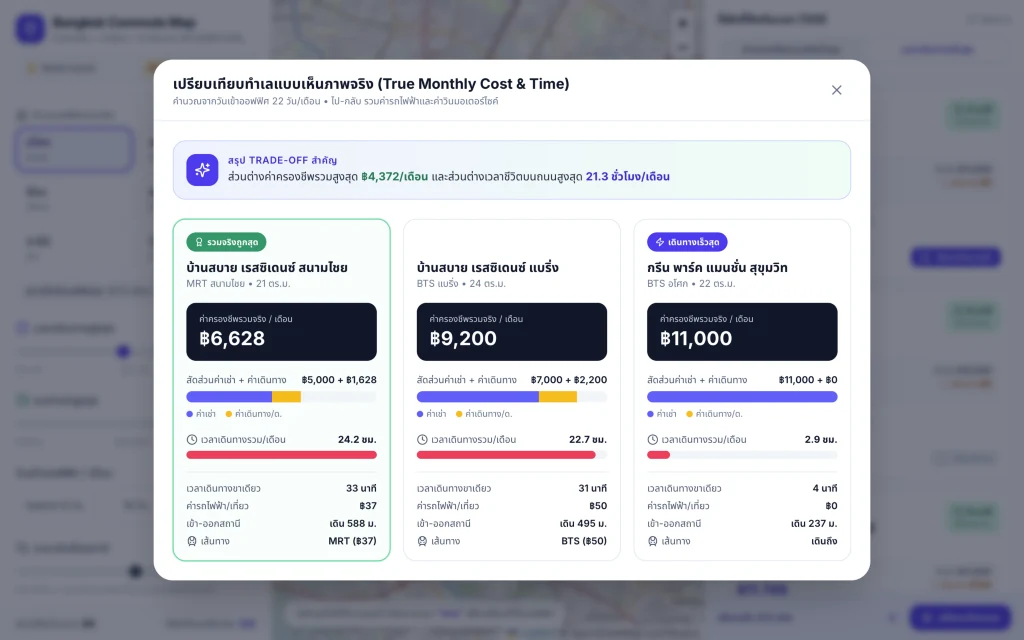 Bangkok Commute Map
เปรียบเทียบทำเลแบบเห็นภาพจริง (True Monthly Cost & Time)
คำนวณจากวันเข้าออฟฟิศ 22 วัน/เดือน • ไป-กลับ รวมค่ารถไฟฟ้าและค่าวินมอเตอร์ไซค์
สรุป TRADE-OFF สำคัญ
ส่วนต่างค่าครองชีพรวมสูงสุด ฿4,372/เดือน และส่วนต่างเวลาชีวิตบนถนนสูงสุด 21.3 ชั่วโมง/เดือน
รวมจริงถูกสุด
บ้านสบาย เรสซิเดนซ์ สนามไชย
MRT สนามไชย • 21 ตร.ม.
ค่าครองชีพรวมจริง / เดือน
฿6,628
สัดส่วนค่าเช่า + ค่าเดินทาง ฿5,000 + ฿1,628
ค่าเช่า ค่าเดินทาง/ด.
เวลาเดินทางรวม/เดือน 24.2 ชม.
เวลาเดินทางขาเดียว 33 นาที
ค่ารถไฟฟ้า/เที่ยว ฿37
เข้า-ออกสถานี เดิน 588 ม.
เส้นทาง MRT (฿37)
บ้านสบาย เรสซิเดนซ์ แบริ่ง
BTS แบริ่ง • 24 ตร.ม.
ค่าครองชีพรวมจริง / เดือน
฿9,200
สัดส่วนค่าเช่า + ค่าเดินทาง ฿7,000 + ฿2,200
ค่าเช่า ค่าเดินทาง/ด.
เวลาเดินทางรวม/เดือน 22.7 ชม.
เวลาเดินทางขาเดียว 31 นาที
ค่ารถไฟฟ้า/เที่ยว ฿50
เข้า-ออกสถานี เดิน 495 ม.
เส้นทาง BTS (฿50)
เดินทางเร็วสุด
กรีน พาร์ค แมนชั่น สุขุมวิท
BTS อโศก • 22 ตร.ม.
ค่าครองชีพรวมจริง / เดือน
฿11,000
สัดส่วนค่าเช่า + ค่าเดินทาง ฿11,000 + ฿0
ค่าเช่า ค่าเดินทาง/ด.
เวลาเดินทางรวม/เดือน 2.9 ชม.
เวลาเดินทางขาเดียว 4 นาที
ค่ารถไฟฟ้า/เที่ยว ฿0
เข้า-ออกสถานี เดิน 237 ม.
เส้นทาง เดินถึง